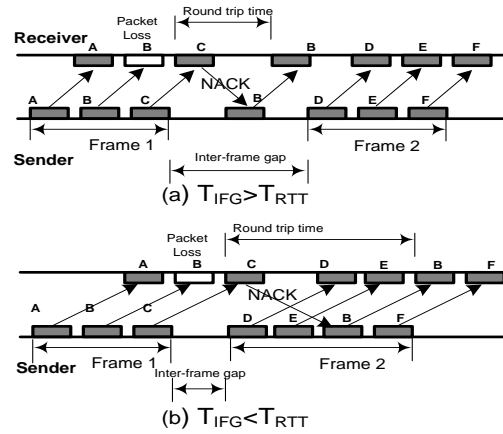 Packet Loss
Round trip time
Receiver
A B C B D E F
NACK
A B C B D E F
Frame 1 Frame 2
Sender
Inter-frame gap
(a) TIFG>TRTT
Packet Loss
Round trip time
A B C D E B F
NACK
A B C D E B F
Frame 1 Frame 2
Sender
Inter-frame gap
(b) TIFG<TRTT